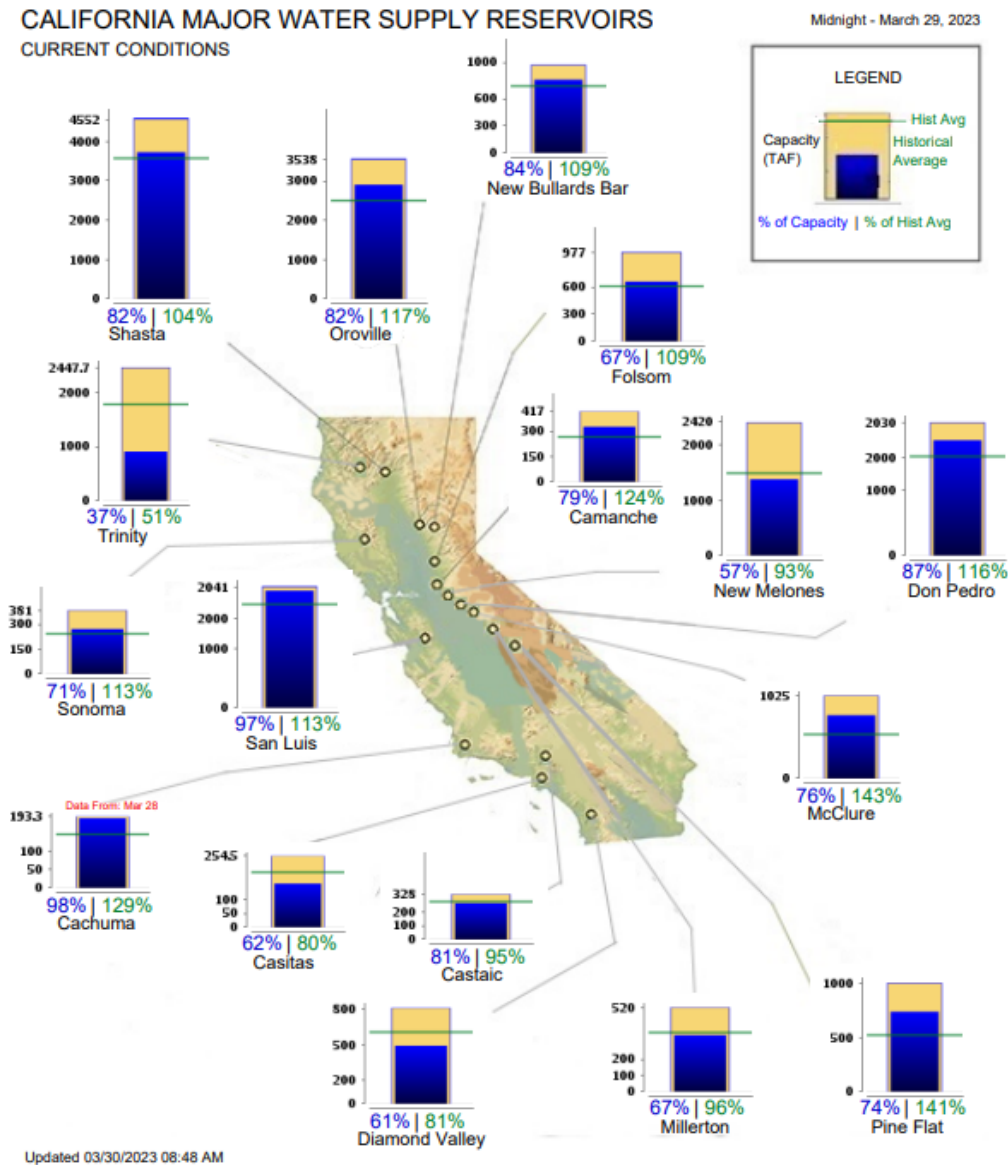 CALIFORNIA MAJOR WATER SUPPLY RESERVOIRS
CURRENT CONDITIONS
Midnight - March 29, 2023
LEGEND
Hist Avg
Capacity
(TAF)
Historical
Average
% of Capacity | % of Hist Avg
4552
4000
3000
2000
1000
0
82% | 104%
Shasta
3538
3000
2000
1000
0
82% | 117%
Oroville
1000
600
300
0
84% | 109%
New Bullards Bar
977
600
300
0
67% | 109%
Folsom
2447.7
2000
1000
0
37% | 51%
Trinity
417
300
150
0
79% | 124%
Camanche
2420
2000
1000
0
57% | 93%
New Melones
2030
2000
1000
0
87% | 116%
Don Pedro
381
300
150
0
71% | 113%
Sonoma
2041
2000
1000
0
97% | 113%
San Luis
1025
0
76% | 143%
McClure
Data From: Mar 28
193.3
100
50
0
98% | 129%
Cachuma
254.5
100
50
0
62% | 80%
Casitas
325
200
100
0
81% | 95%
Castaic
800
500
200
0
61% | 81%
Diamond Valley
520
200
100
0
67% | 96%
Millerton
1000
500
0
74% | 141%
Pine Flat
Updated 03/30/2023 08:48 AM